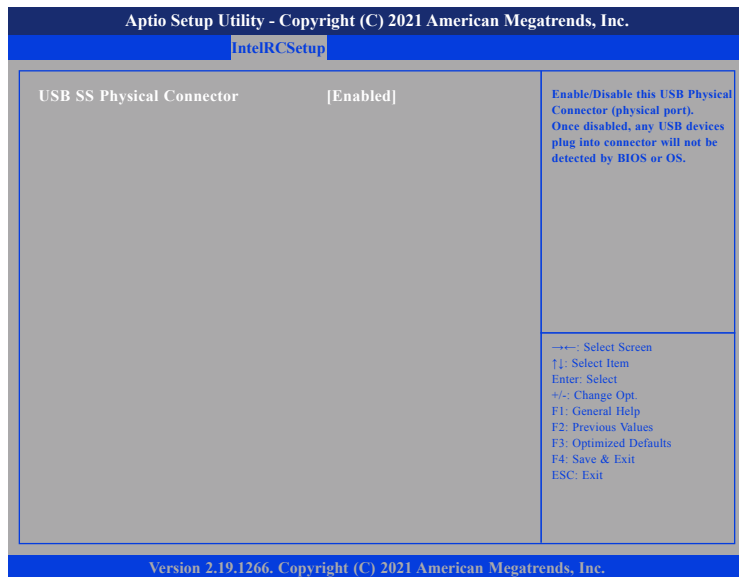 Aptio Setup Utility - Copyright (C) 2021 American Megatrends, Inc.
IntelRCSetup
USB SS Physical Connector [Enabled]
Enable/Disable this USB Physical
Connector (physical port).
Once disabled, any USB devices
plug into connector will not be
detected by BIOS or OS.
→←: Select Screen
↑↓: Select Item
Enter: Select
+/-: Change Opt.
F1: General Help
F2: Previous Values
F3: Optimized Defaults
F4: Save & Exit
ESC: Exit
Version 2.19.1266. Copyright (C) 2021 American Megatrends, Inc.